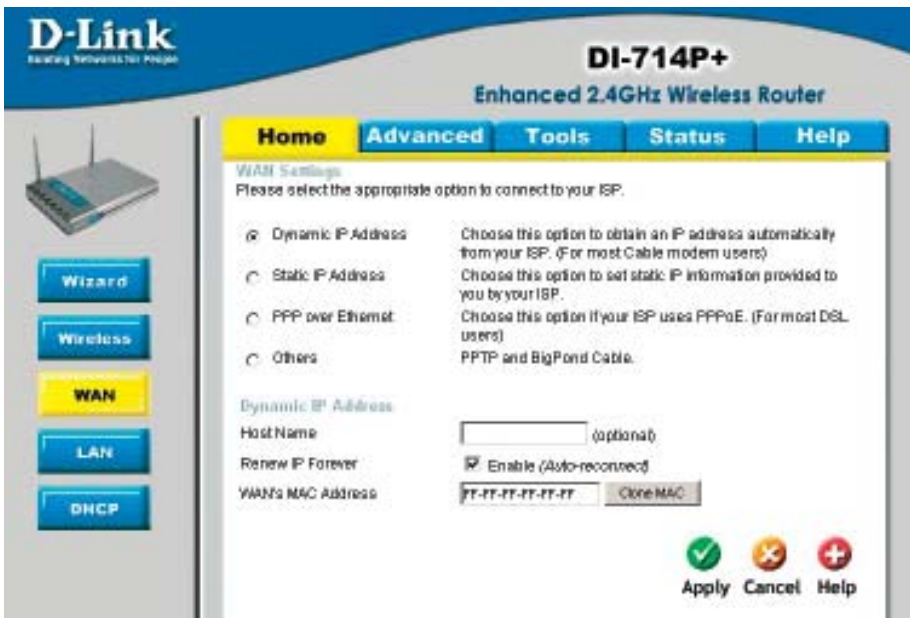 D-Link
Building Networks for People
DI-714P+
Enhanced 2.4GHz Wireless Router
Home
Advanced
Tools
Status
Help
WAN Settings
Please select the appropriate option to connect to your ISP.
Dynamic IP Address
Choose this option to obtain an IP address automatically
from your ISP. (For most Cable modem users)
Static IP Address
Choose this option to set static IP information provided to
you by your ISP.
PPP over Ethernet
Choose this option if your ISP uses PPPoE. (For most DSL
users)
Others
PPTP and BigPond Cable.
Wizard
Wireless
WAN
LAN
DHCP
Dynamic IP Address
Host Name
(optional)
Renew IP Forever
Enable (Auto-reconnect)
WAN's MAC Address
FF-FF-FF-FF-FF-FF
Clone MAC
Apply
Cancel
Help